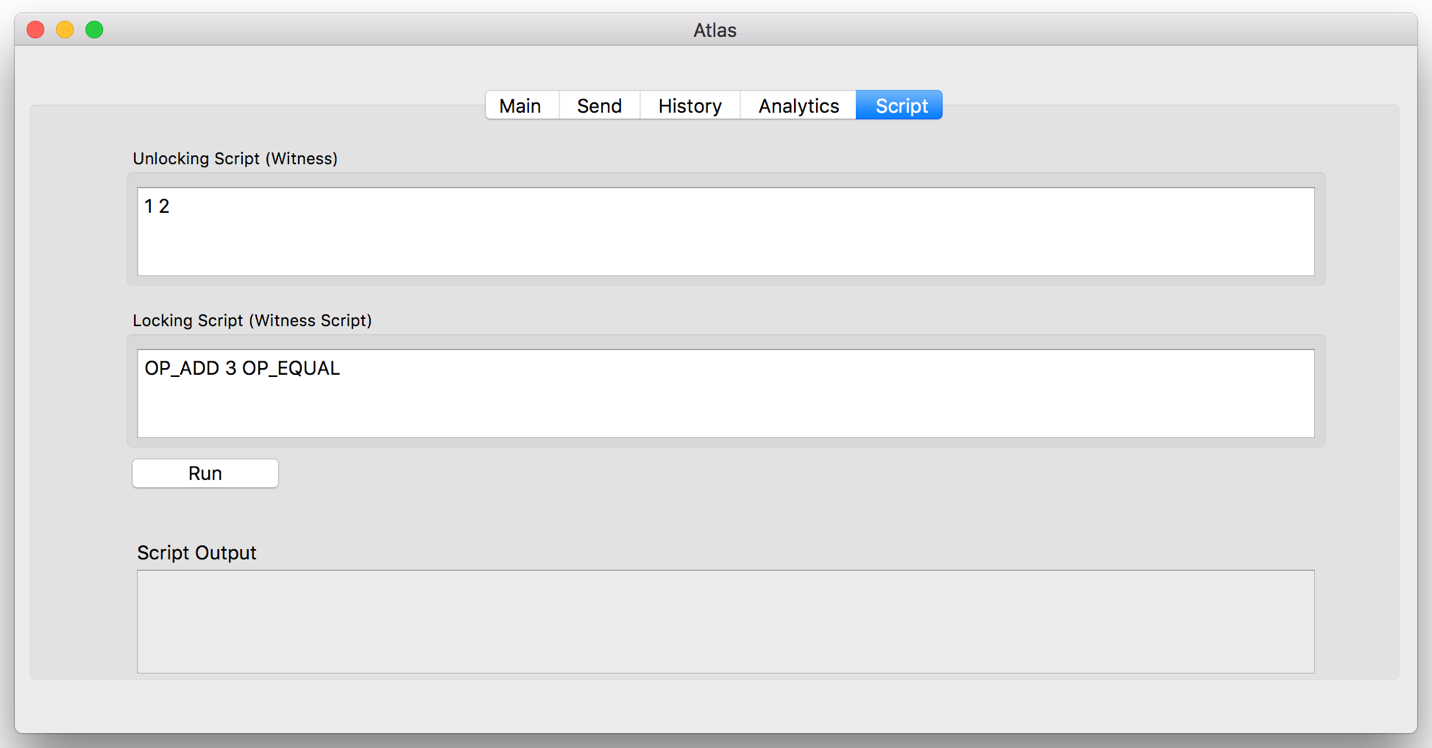 Atlas
Main Send History Analytics Script
Unlocking Script (Witness)
1 2
Locking Script (Witness Script)
OP_ADD 3 OP_EQUAL
Run
Script Output